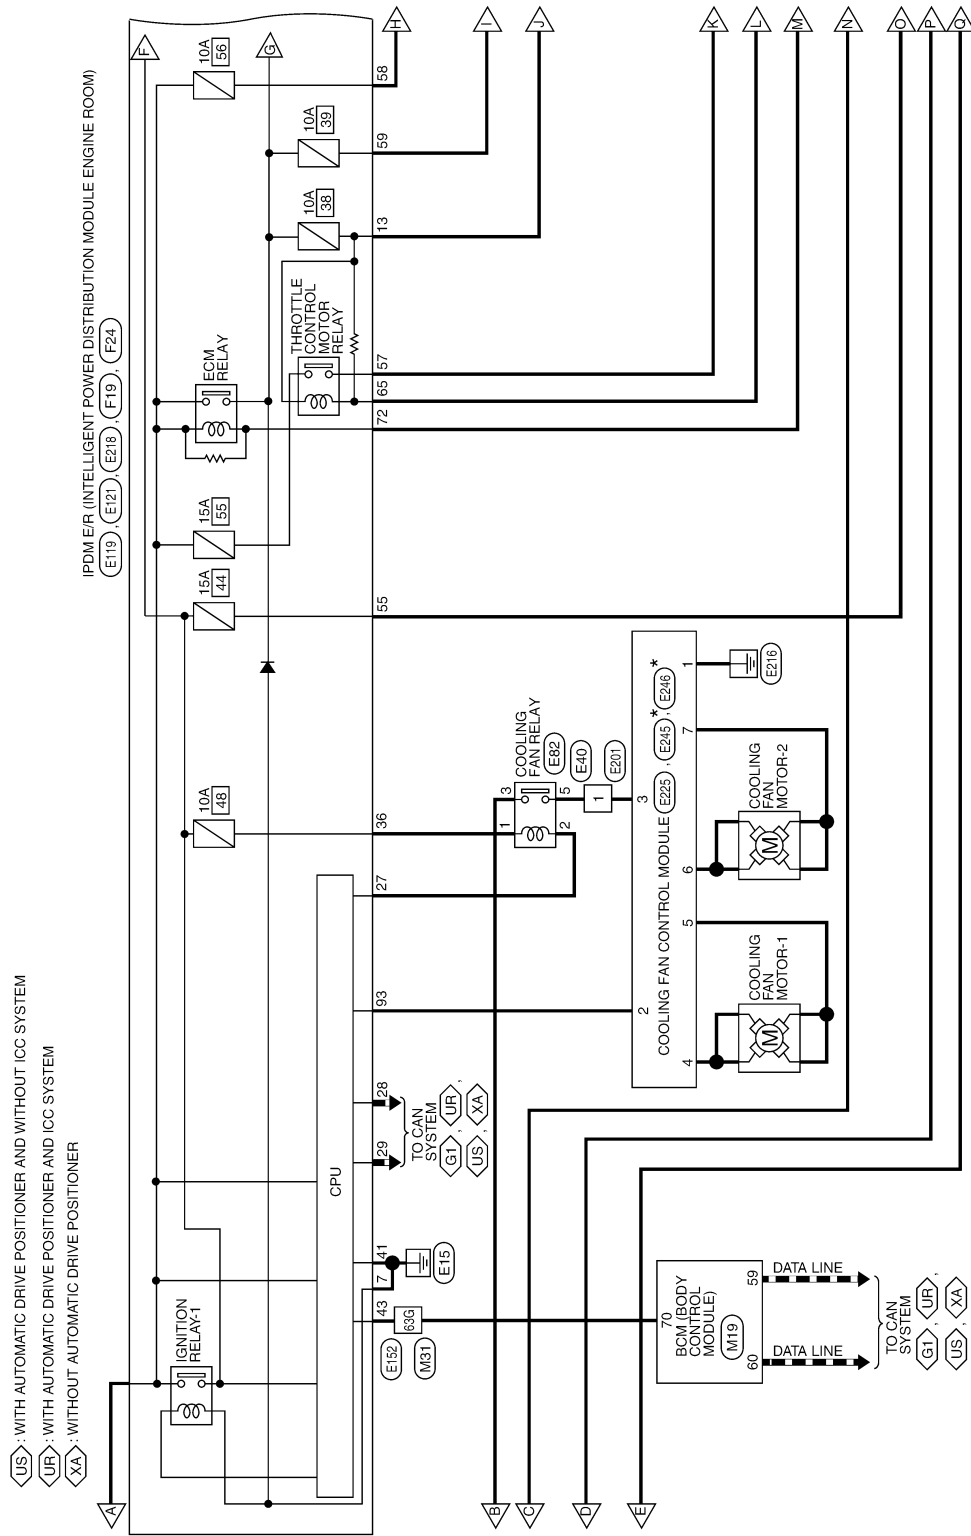 US : WITH AUTOMATIC DRIVE POSITIONER AND WITHOUT ICC SYSTEM
UR : WITH AUTOMATIC DRIVE POSITIONER AND ICC SYSTEM
XA : WITHOUT AUTOMATIC DRIVE POSITIONER
IPDM E/R (INTELLIGENT POWER DISTRIBUTION MODULE ENGINE ROOM)
E119 , E121 , E218 , F19 , F24
A
F
G
IGNITION
RELAY-1
10A
48
15A
44
15A
55
ECM
RELAY
THROTTLE
CONTROL
MOTOR
RELAY
10A
38
10A
39
10A
56
CPU
43
7
41
29
28
93
27
36
55
72
65
57
13
59
58
E152
63G
M31
E15
TO CAN
SYSTEM
G1 , UR ,
US , XA
COOLING
FAN RELAY
E82
1
3
2
5
E40
1
E201
2
3
COOLING FAN CONTROL MODULE E225 , E245 * , E246 *
4
5
6
7
1
E216
M
COOLING
FAN
MOTOR-1
M
COOLING
FAN
MOTOR-2
70
BCM (BODY
CONTROL
MODULE)
M19
60
59
DATA LINE
DATA LINE
TO CAN
SYSTEM
G1 , UR ,
US , XA
B
C
D
E
H
I
J
K
L
M
N
O
P
Q